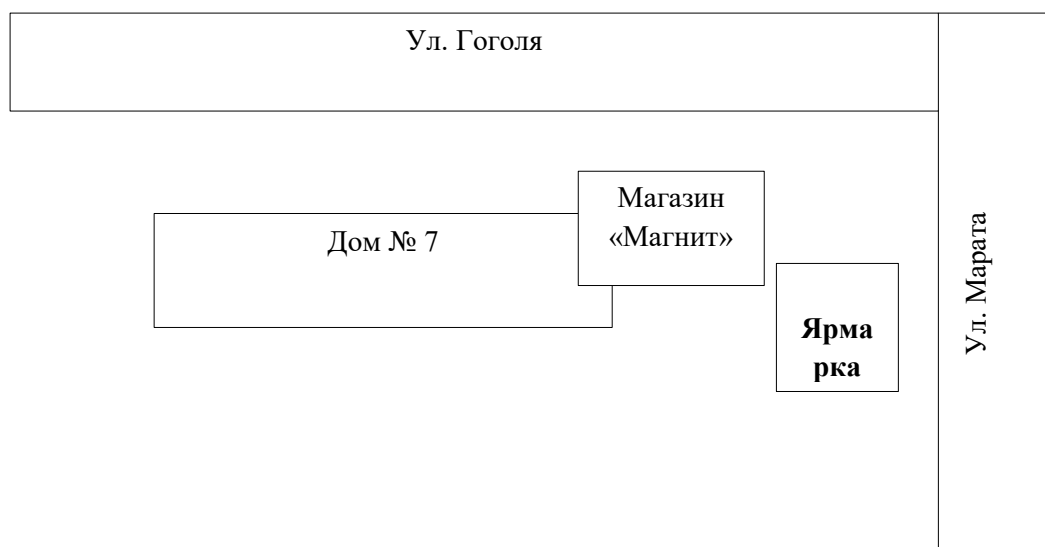 Ул. Гоголя
Магазин
«Магнит»
Дом № 7
Ул. Марата
Ярма
рка